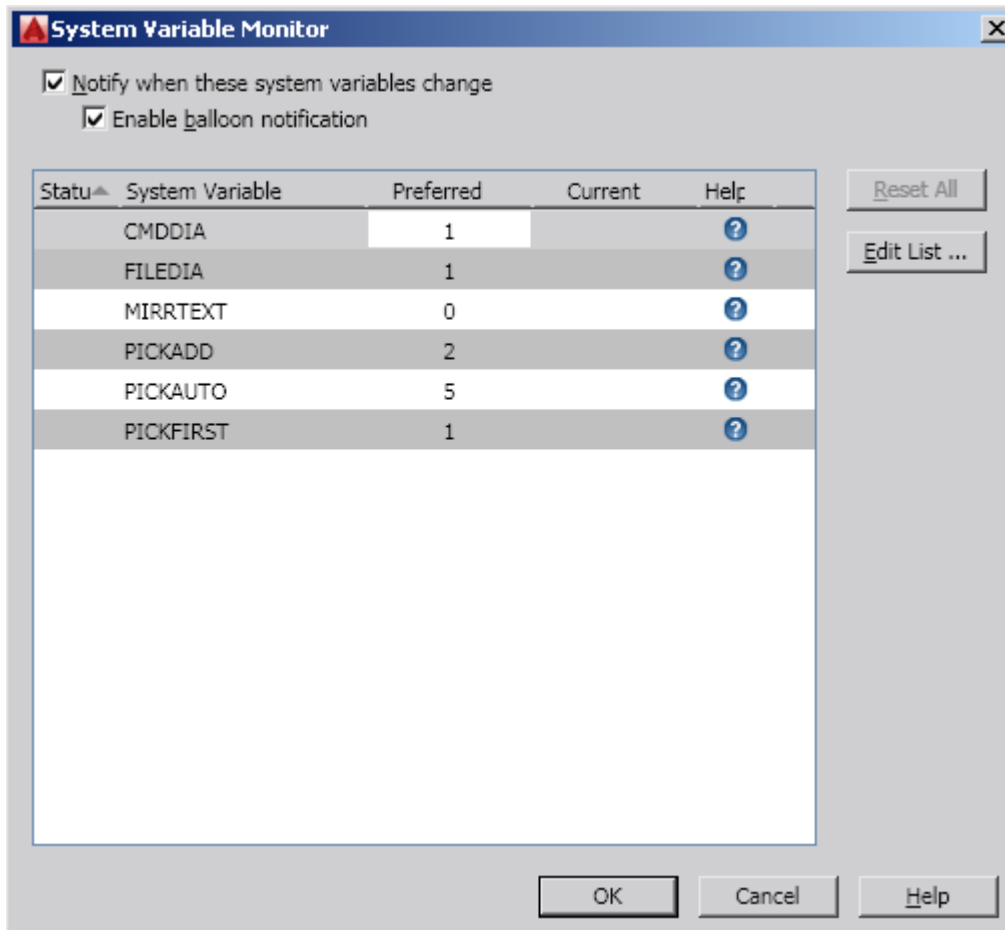 System Variable Monitor
Notify when these system variables change
Enable balloon notification
Statu System Variable Preferred Current Help
CMDDIA 1
FILEDIA 1
MIRRTEXT 0
PICKADD 2
PICKAUTO 5
PICKFIRST 1
Reset All
Edit List ...
OK Cancel Help